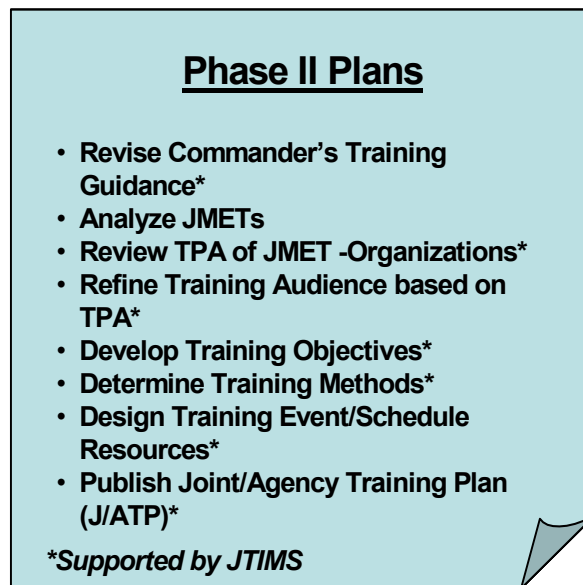 Phase II Plans
• Revise Commander's Training
Guidance*
• Analyze JMETs
• Review TPA of JMET -Organizations*
• Refine Training Audience based on
TPA*
• Develop Training Objectives*
• Determine Training Methods*
• Design Training Event/Schedule
Resources*
• Publish Joint/Agency Training Plan
(J/ATP)*
*Supported by JTIMS